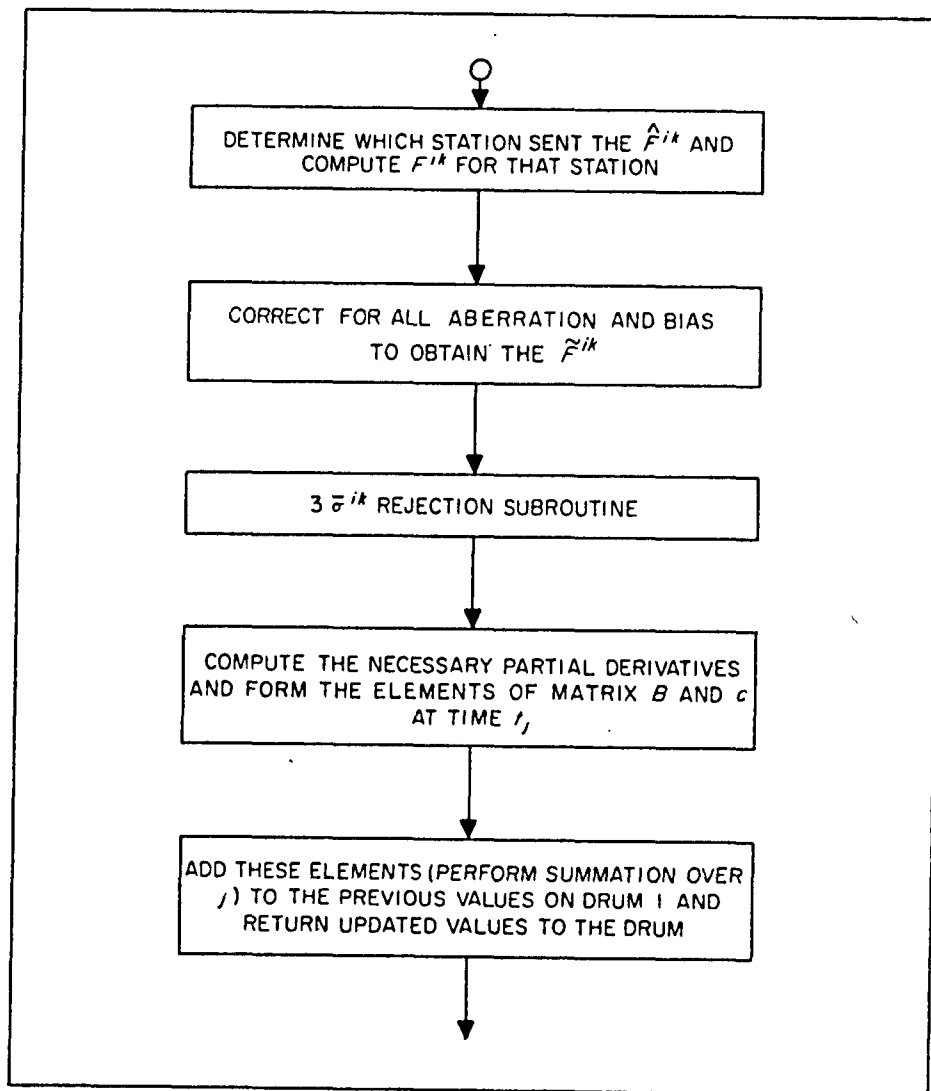 DETERMINE WHICH STATION SENT THE F̂^ik AND
COMPUTE F^ik FOR THAT STATION
CORRECT FOR ALL ABERRATION AND BIAS
TO OBTAIN THE F̃^ik
3 σ̄^ik REJECTION SUBROUTINE
COMPUTE THE NECESSARY PARTIAL DERIVATIVES
AND FORM THE ELEMENTS OF MATRIX B AND c
AT TIME t_j
ADD THESE ELEMENTS (PERFORM SUMMATION OVER
j) TO THE PREVIOUS VALUES ON DRUM 1 AND
RETURN UPDATED VALUES TO THE DRUM